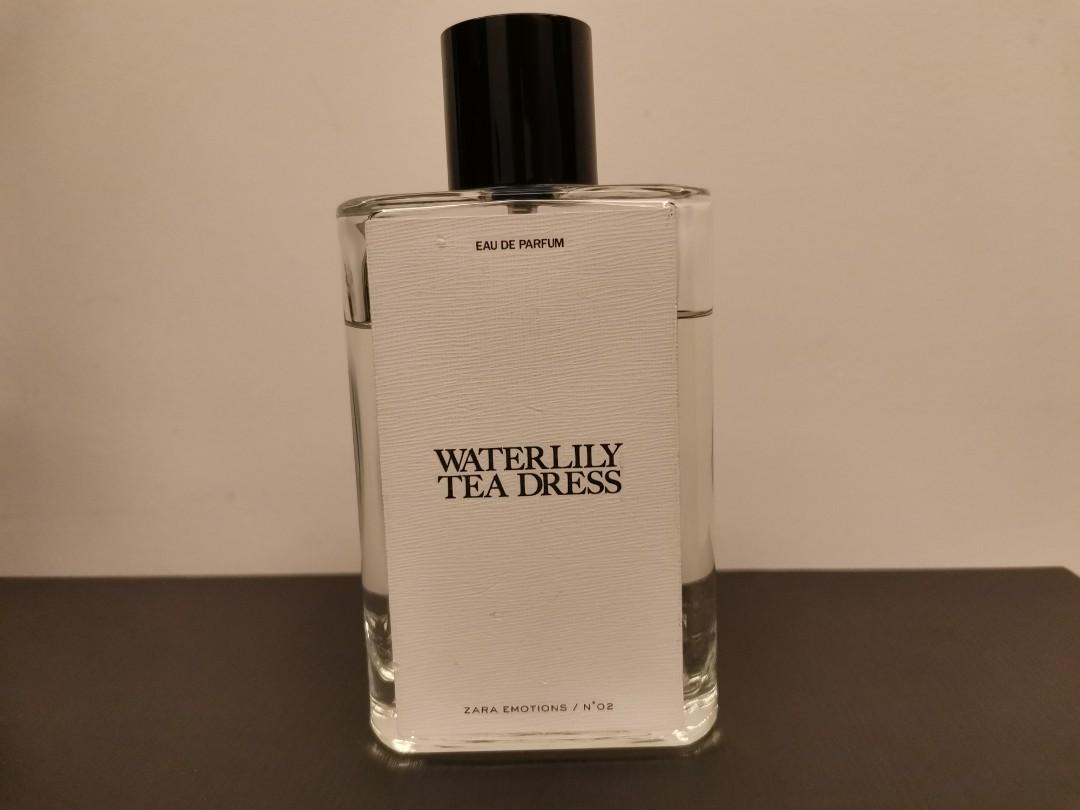 EAU DE PARFUM
WATERLILY
TEA DRESS
ZARA EMOTIONS / N°02